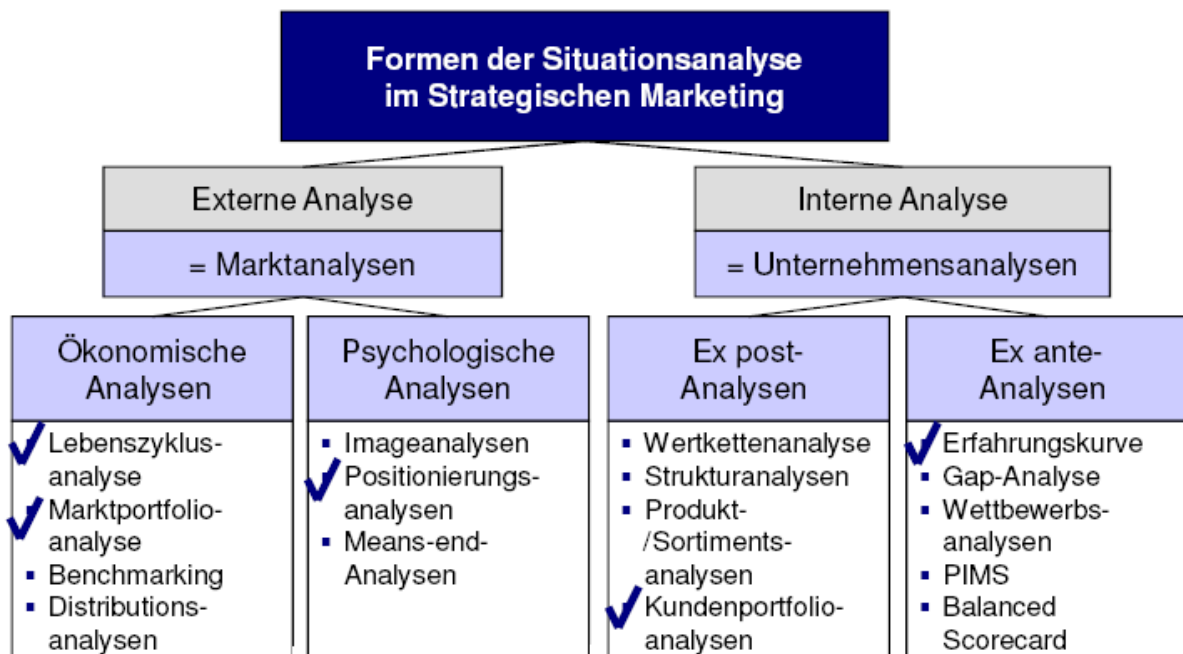 Formen der Situationsanalyse
im Strategischen Marketing
Externe Analyse
= Marktanalysen
Interne Analyse
= Unternehmensanalysen
Ökonomische
Analysen
Lebenszyklus-
analyse
Marktportfolio-
analyse
Benchmarking
Distributions-
analysen
Psychologische
Analysen
Imageanalysen
Positionierungs-
analysen
Means-end-
Analysen
Ex post-
Analysen
Wertkettenanalyse
Strukturanalysen
Produkt-
/Sortiments-
analysen
Kundenportfolio-
analysen
Ex ante-
Analysen
Erfahrungskurve
Gap-Analyse
Wettbewerbs-
analysen
PIMS
Balanced
Scorecard